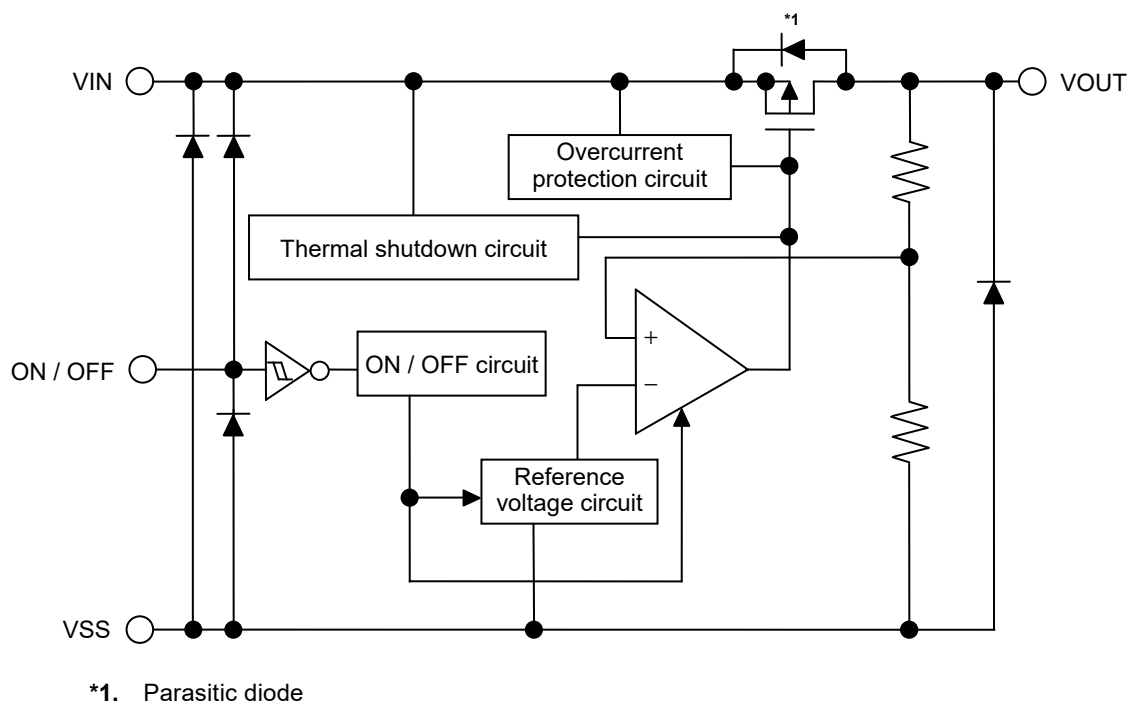 *1
VIN
VOUT
Overcurrent
protection circuit
Thermal shutdown circuit
+
−
ON / OFF
ON / OFF circuit
Reference
voltage circuit
VSS
*1. Parasitic diode